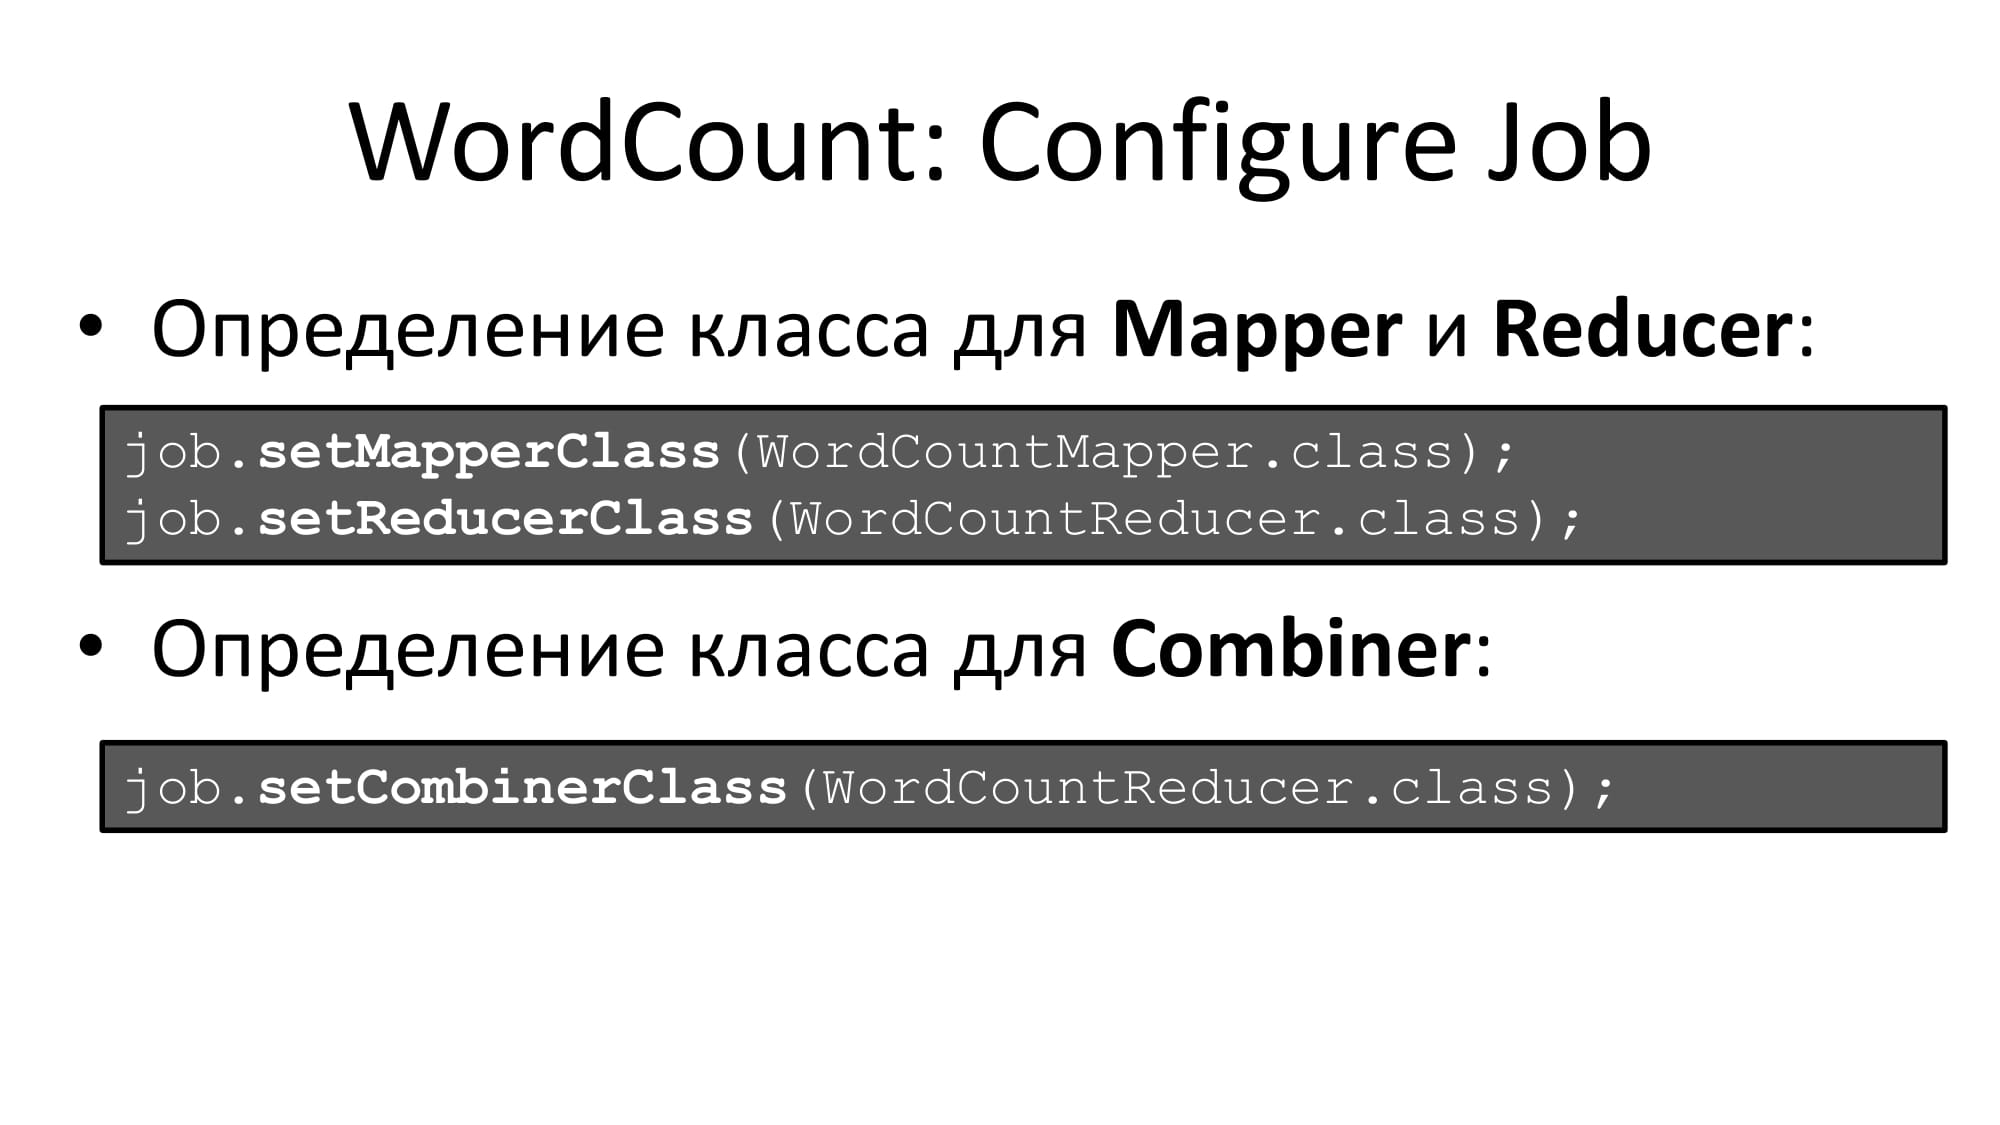 WordCount: Configure Job
• Определение класса для Mapper и Reducer:
job.setMapperClass(WordCountMapper.class);
job.setReducerClass(WordCountReducer.class);
• Определение класса для Combiner:
job.setCombinerClass(WordCountReducer.class);